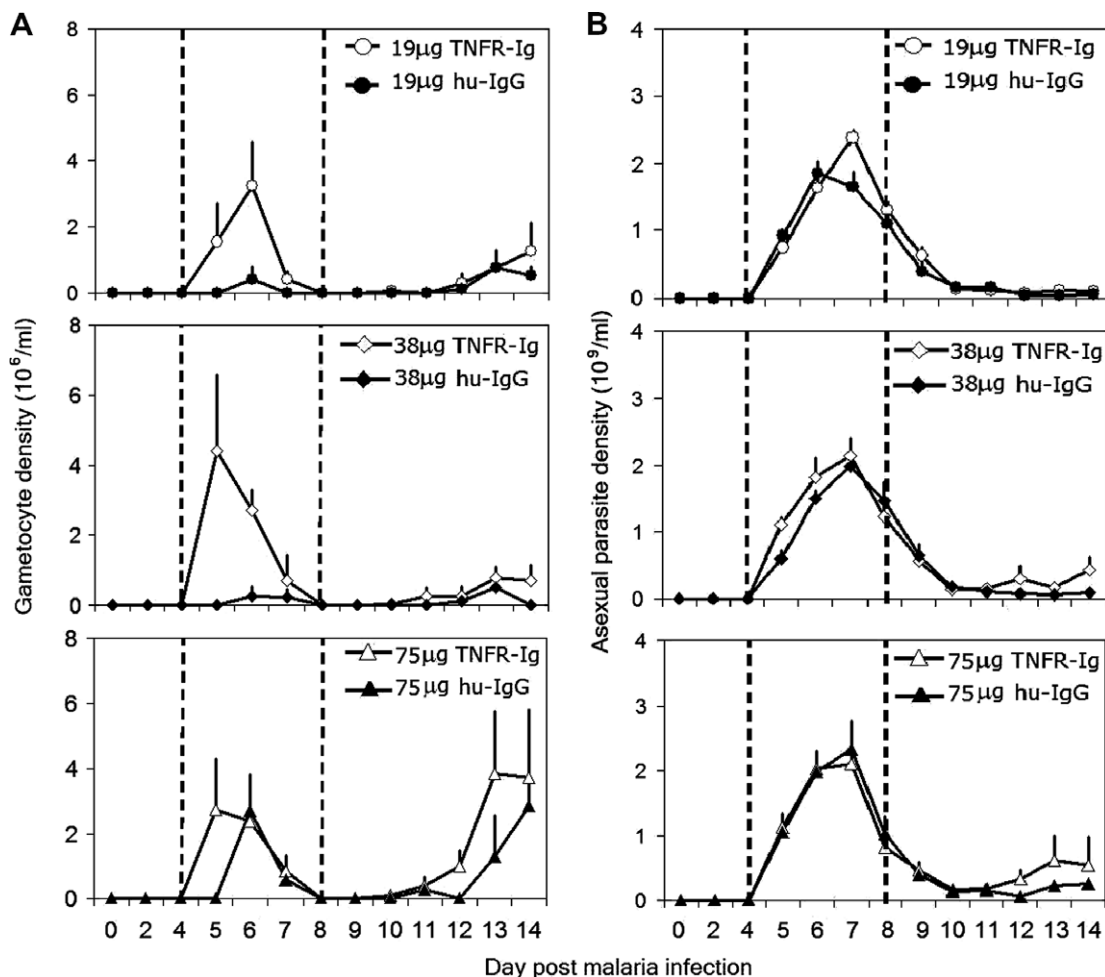 A
8
6
4
2
0
19μg TNFR-Ig
19μg hu-IgG
8
6
4
2
0
38μg TNFR-Ig
38μg hu-IgG
8
6
4
2
0
75μg TNFR-Ig
75μg hu-IgG
0 2 4 5 6 7 8 9 10 11 12 13 14
Gametocyte density (10⁶/ml)
B
4
3
2
1
0
19μg TNFR-Ig
19μg hu-IgG
4
3
2
1
0
38μg TNFR-Ig
38μg hu-IgG
4
3
2
1
0
75μg TNFR-Ig
75μg hu-IgG
0 2 4 5 6 7 8 9 10 11 12 13 14
Asexual parasite density (10⁹/ml)
Day post malaria infection